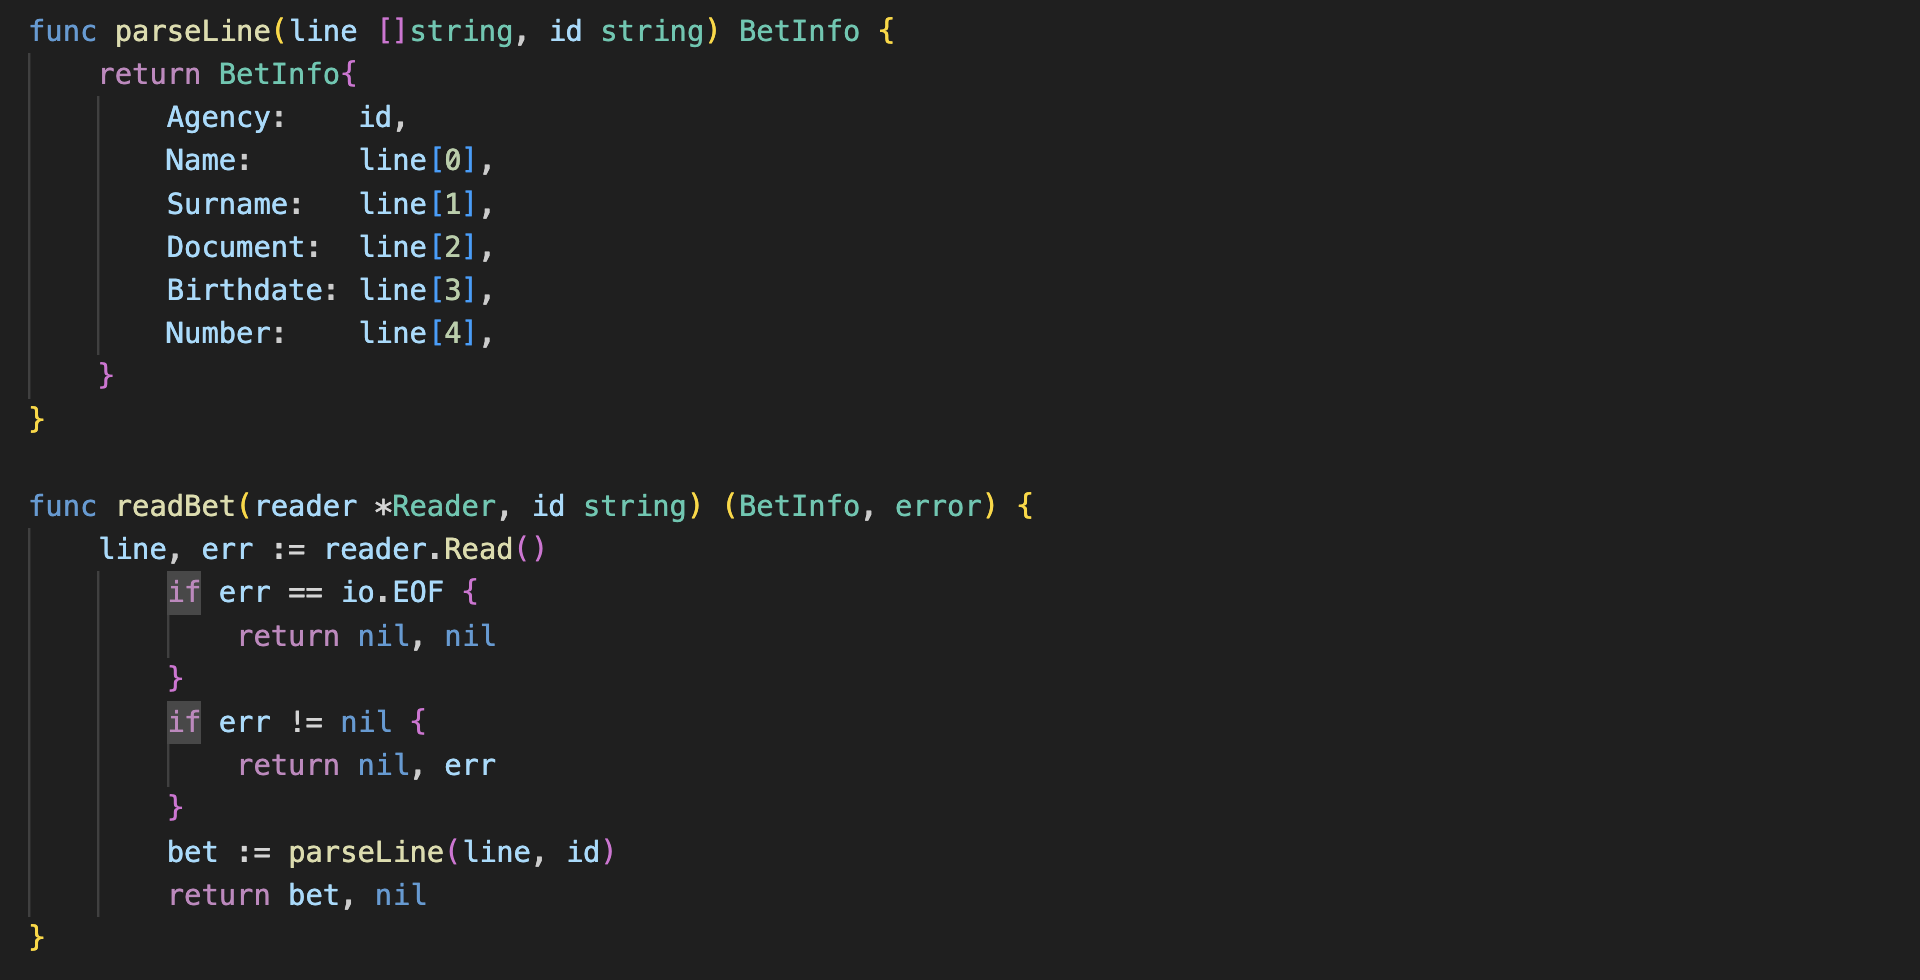 func parseLine(line []string, id string) BetInfo {
    return BetInfo{
        Agency:    id,
        Name:      line[0],
        Surname:   line[1],
        Document:  line[2],
        Birthdate: line[3],
        Number:    line[4],
    }
}

func readBet(reader *Reader, id string) (BetInfo, error) {
    line, err := reader.Read()
        if err == io.EOF {
            return nil, nil
        }
        if err != nil {
            return nil, err
        }
        bet := parseLine(line, id)
        return bet, nil
}